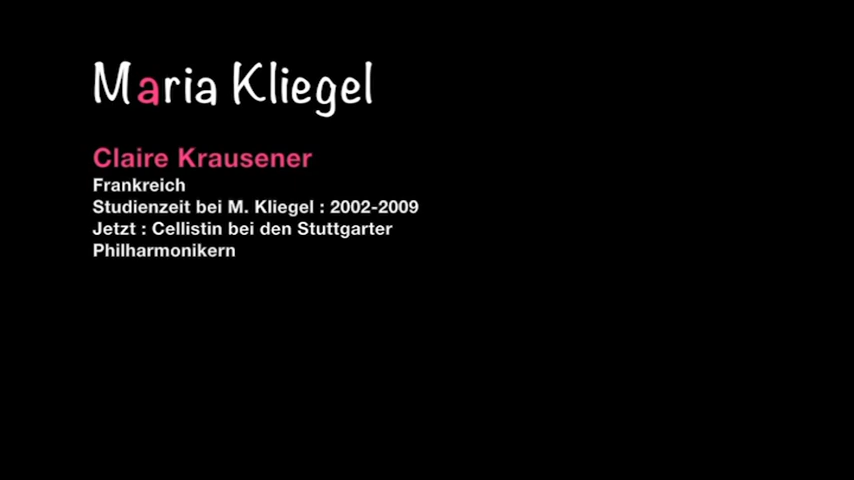 Maria Kliegel
Claire Krausener
Frankreich
Studienzeit bei M. Kliegel : 2002-2009
Jetzt : Cellistin bei den Stuttgarter
Philharmonikern